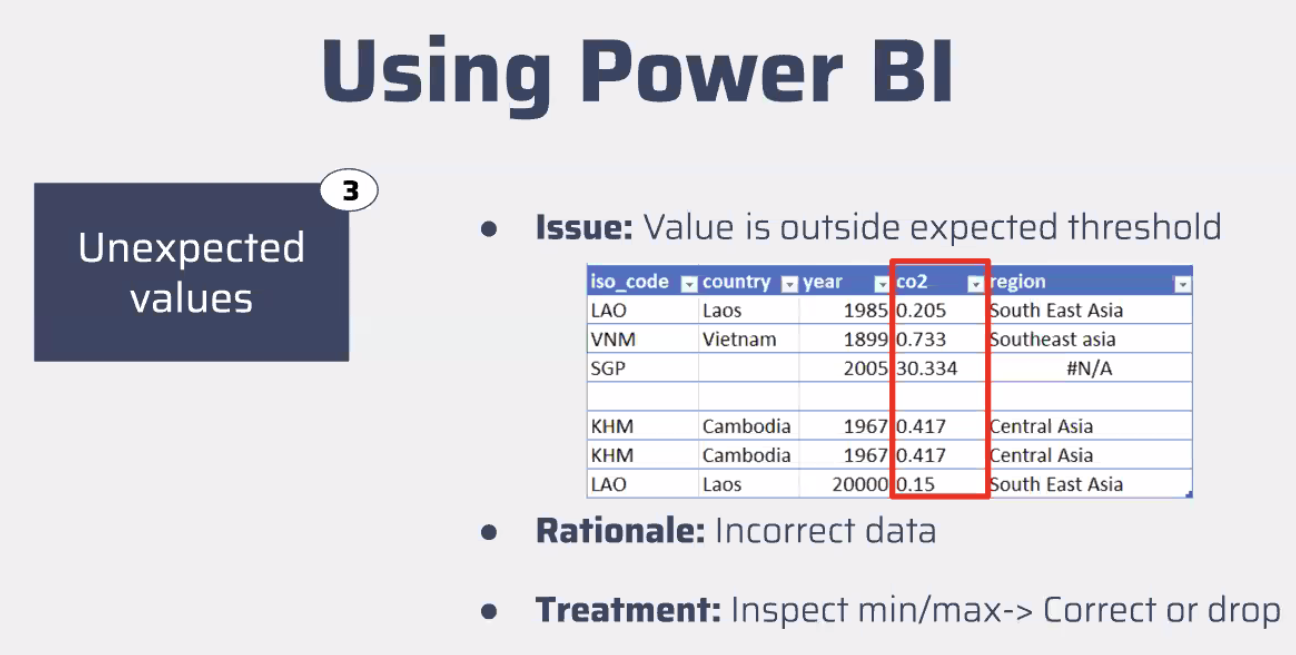 Using Power BI
3
Unexpected
values
● Issue: Value is outside expected threshold
iso_code country year co2 region
LAO Laos 1985 0.205 South East Asia
VNM Vietnam 1899 0.733 Southeast asia
SGP 2005 30.334 #N/A
KHM Cambodia 1967 0.417 Central Asia
KHM Cambodia 1967 0.417 Central Asia
LAO Laos 20000 0.15 South East Asia
● Rationale: Incorrect data
● Treatment: Inspect min/max-> Correct or drop